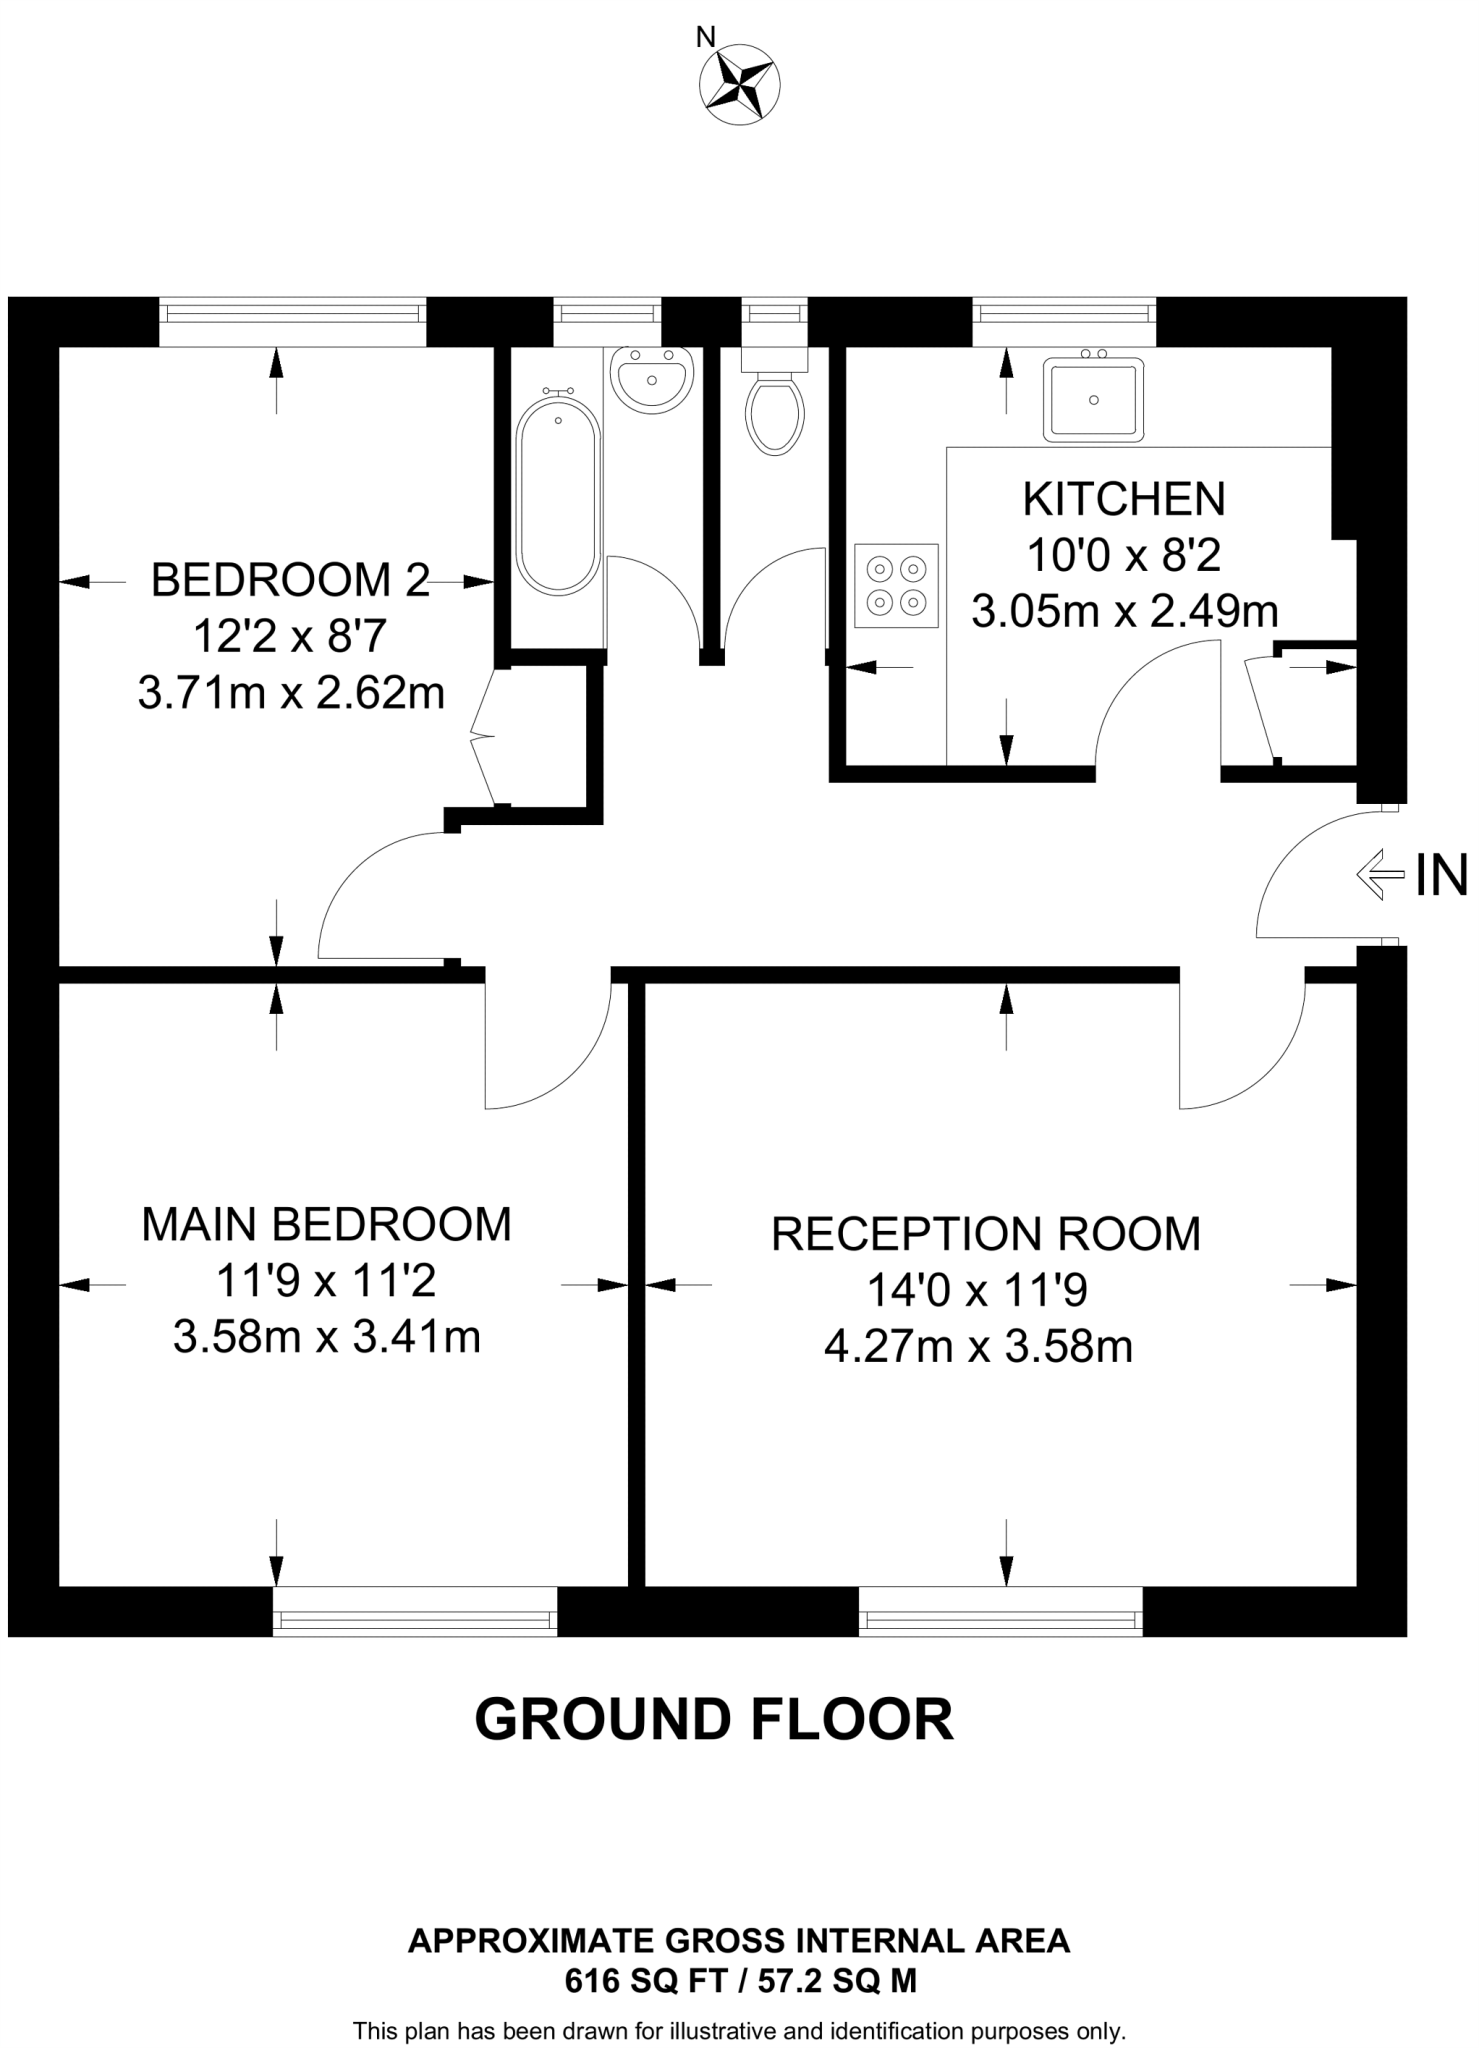 N
BEDROOM 2
12'2 x 8'7
3.71m x 2.62m
KITCHEN
10'0 x 8'2
3.05m x 2.49m
IN
MAIN BEDROOM
11'9 x 11'2
3.58m x 3.41m
RECEPTION ROOM
14'0 x 11'9
4.27m x 3.58m
GROUND FLOOR
APPROXIMATE GROSS INTERNAL AREA
616 SQ FT / 57.2 SQ M
This plan has been drawn for illustrative and identification purposes only.